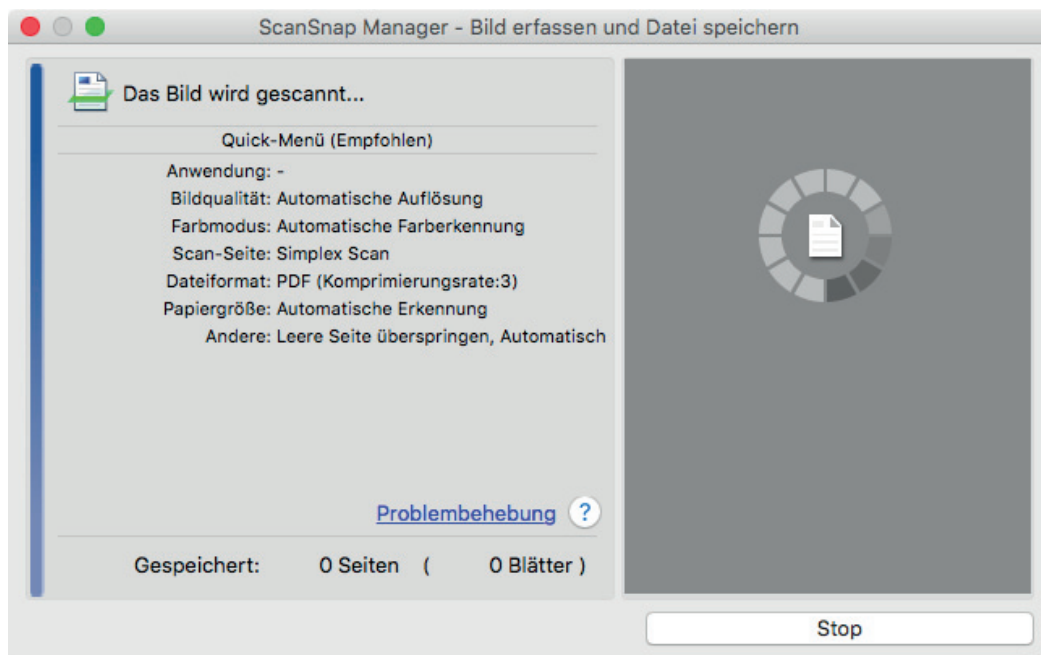 ScanSnap Manager - Bild erfassen und Datei speichern
Das Bild wird gescannt...
Quick-Menü (Empfohlen)
Anwendung: -
Bildqualität: Automatische Auflösung
Farbmodus: Automatische Farberkennung
Scan-Seite: Simplex Scan
Dateiformat: PDF (Komprimierungsrate:3)
Papiergröße: Automatische Erkennung
Andere: Leere Seite überspringen, Automatisch
Problembehebung ?
Gespeichert: 0 Seiten ( 0 Blätter )
Stop